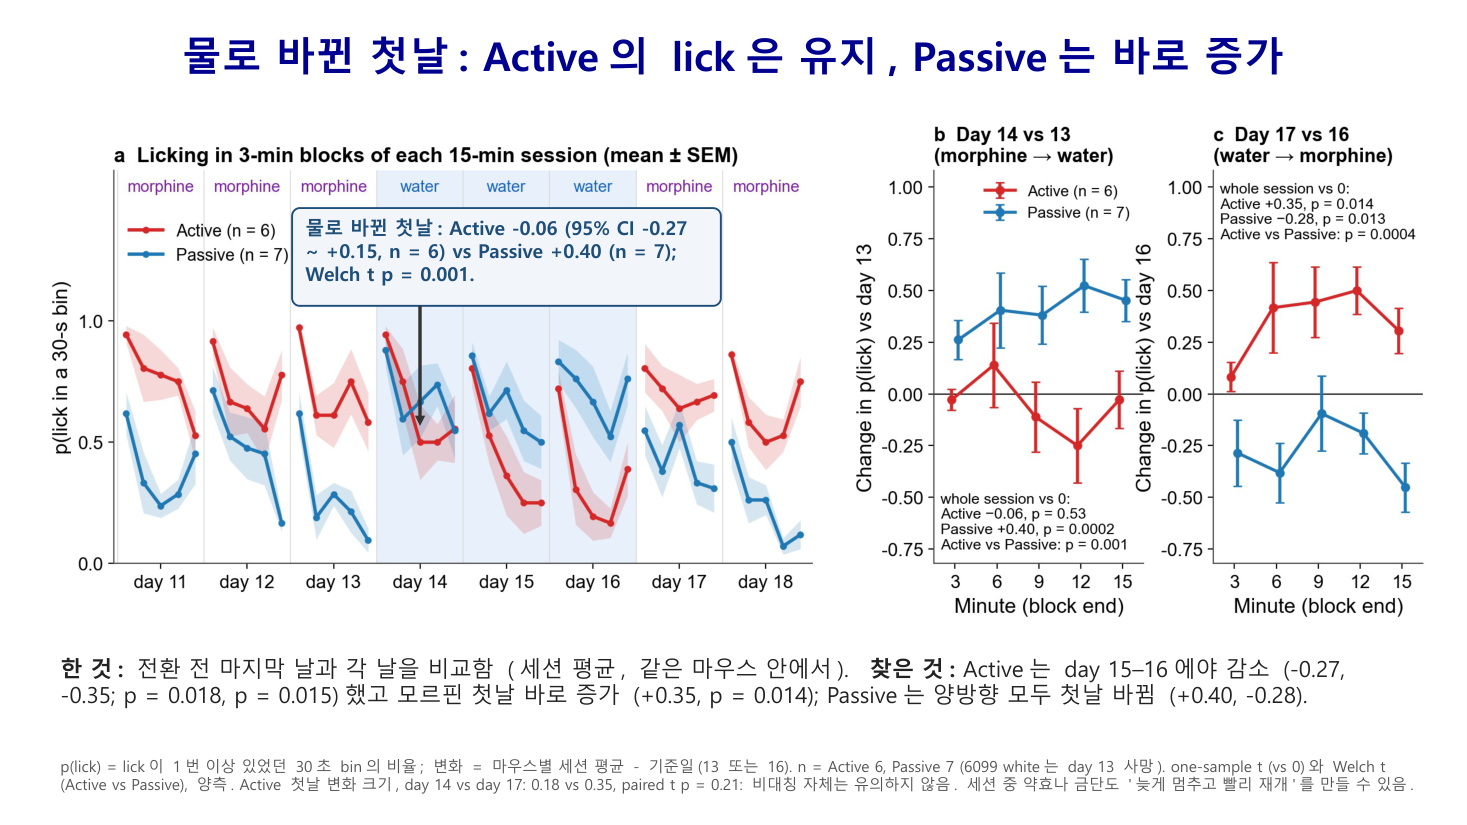 물로 바뀐 첫날 : Active 의 lick 은 유지 , Passive 는 바로 증가
a Licking in 3-min blocks of each 15-min session (mean ± SEM)
morphine morphine morphine water water water morphine morphine
Active (n = 6)
Passive (n = 7)
물로 바뀐 첫날 : Active -0.06 (95% CI -0.27
~ +0.15, n = 6) vs Passive +0.40 (n = 7);
Welch t p = 0.001.
p(lick in a 30-s bin)
1.0
0.5
0.0
day 11 day 12 day 13 day 14 day 15 day 16 day 17 day 18
b Day 14 vs 13
(morphine → water)
Active (n = 6)
Passive (n = 7)
Change in p(lick) vs day 13
1.00
0.75
0.50
0.25
0.00
-0.25
-0.50
-0.75
whole session vs 0:
Active −0.06, p = 0.53
Passive +0.40, p = 0.0002
Active vs Passive: p = 0.001
3 6 9 12 15
Minute (block end)
c Day 17 vs 16
(water → morphine)
whole session vs 0:
Active +0.35, p = 0.014
Passive −0.28, p = 0.013
Active vs Passive: p = 0.0004
Change in p(lick) vs day 16
1.00
0.75
0.50
0.25
0.00
-0.25
-0.50
-0.75
3 6 9 12 15
Minute (block end)
한 것 : 전환 전 마지막 날과 각 날을 비교함 ( 세션 평균 , 같은 마우스 안에서 ). 찾은 것 : Active 는 day 15–16 에야 감소 (-0.27,
-0.35; p = 0.018, p = 0.015) 했고 모르핀 첫날 바로 증가 (+0.35, p = 0.014); Passive 는 양방향 모두 첫날 바뀜 (+0.40, -0.28).
p(lick) = lick 이 1 번 이상 있었던 30 초 bin 의 비율 ; 변화 = 마우스별 세션 평균 - 기준일 (13 또는 16). n = Active 6, Passive 7 (6099 white 는 day 13 사망 ). one-sample t (vs 0) 와 Welch t
(Active vs Passive), 양측 . Active 첫날 변화 크기 , day 14 vs day 17: 0.18 vs 0.35, paired t p = 0.21: 비대칭 자체는 유의하지 않음 . 세션 중 약효나 금단도 ' 늦게 멈추고 빨리 재개 ' 를 만들 수 있음 .